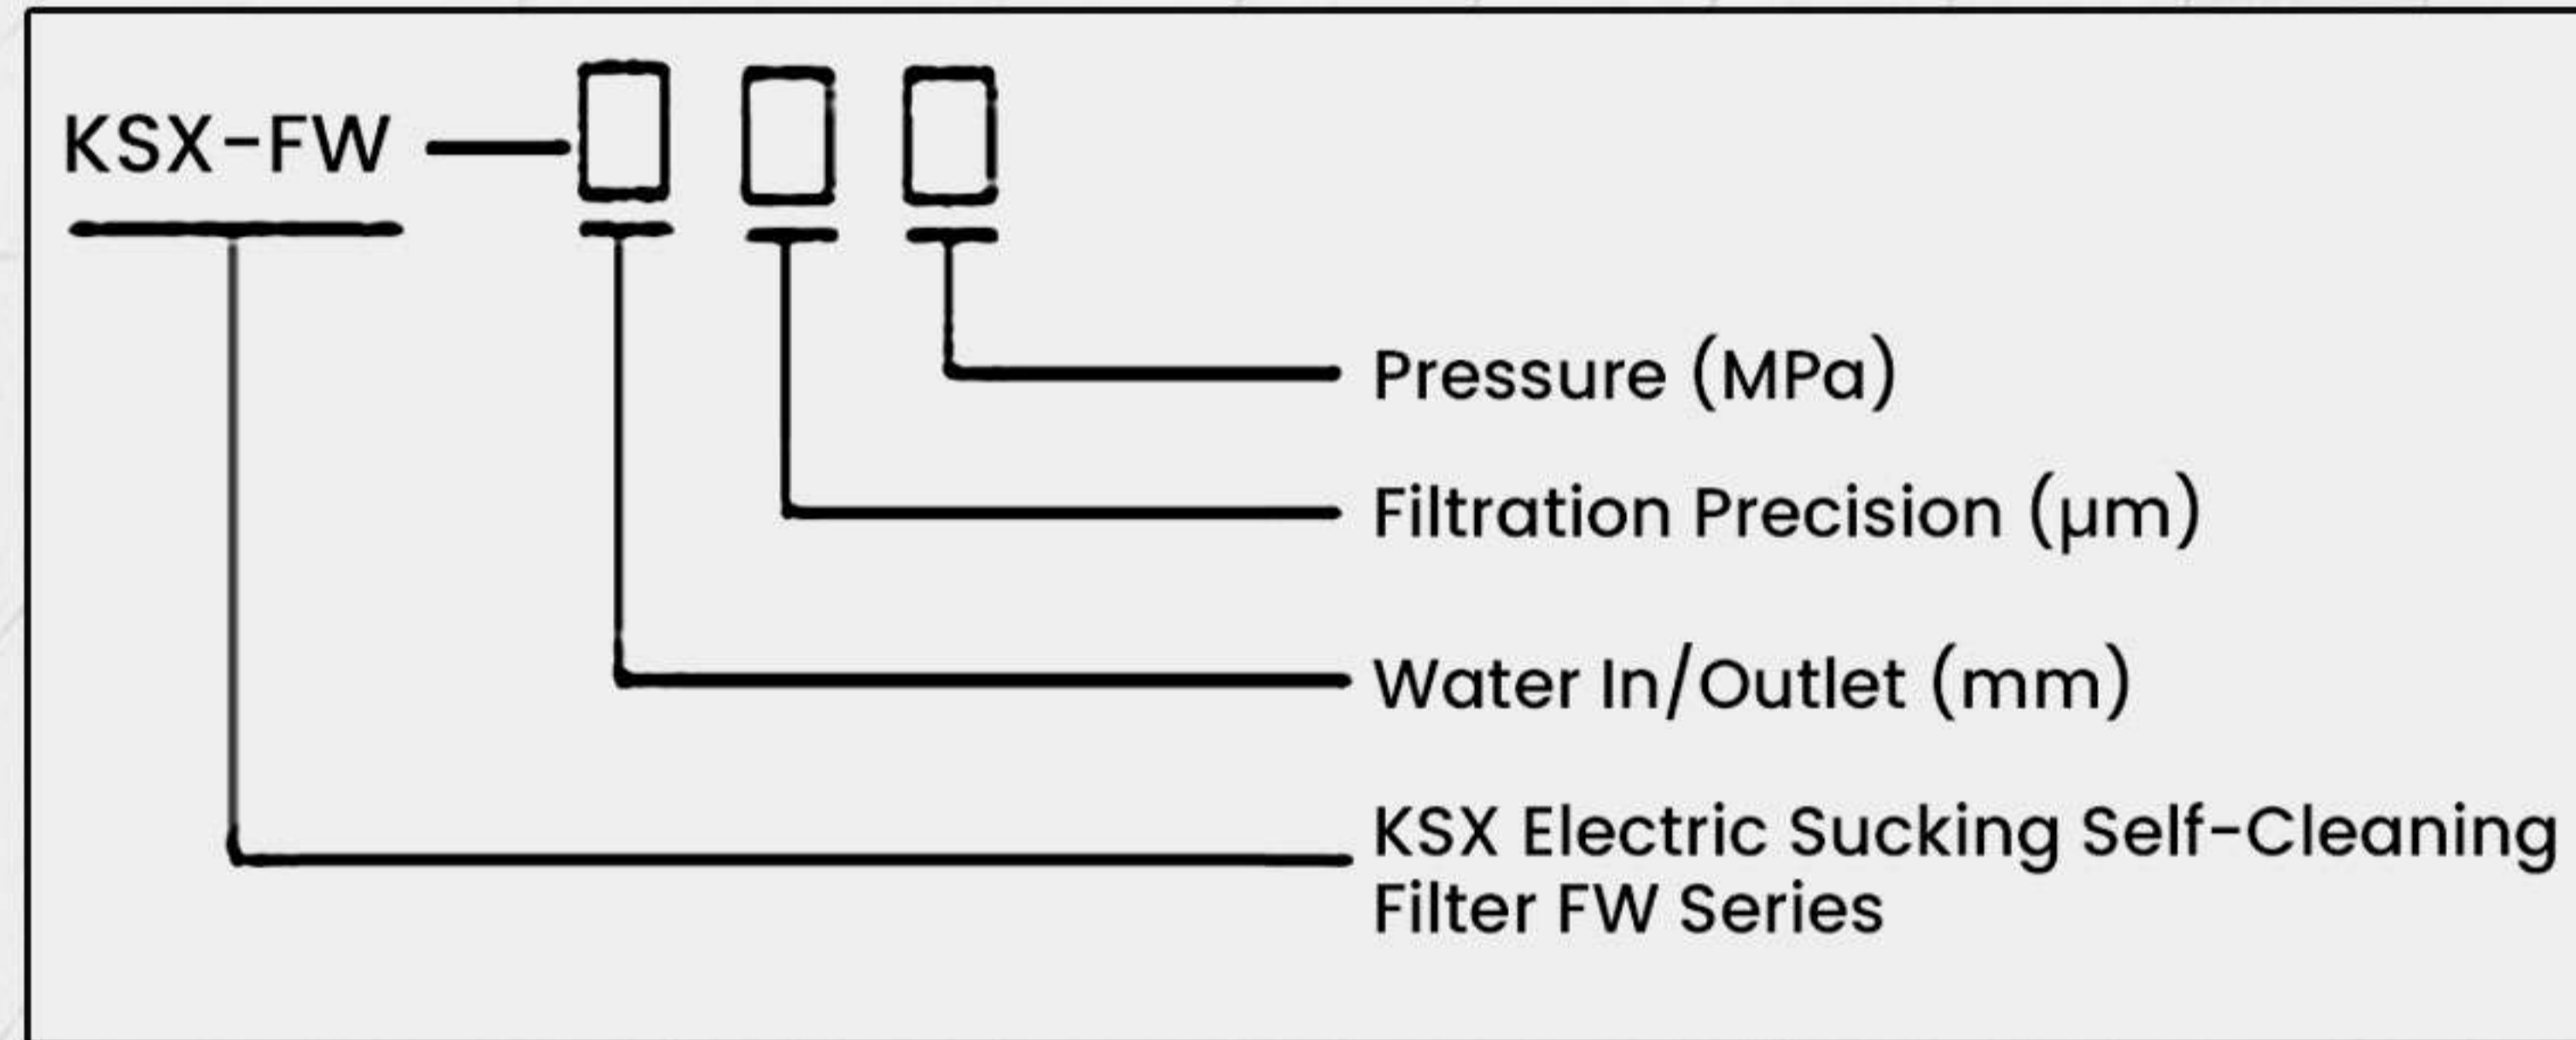 KSX-FW
Pressure (MPa)
Filtration Precision (µm)
Water In/Outlet (mm)
KSX Electric Sucking Self-Cleaning
Filter FW Series